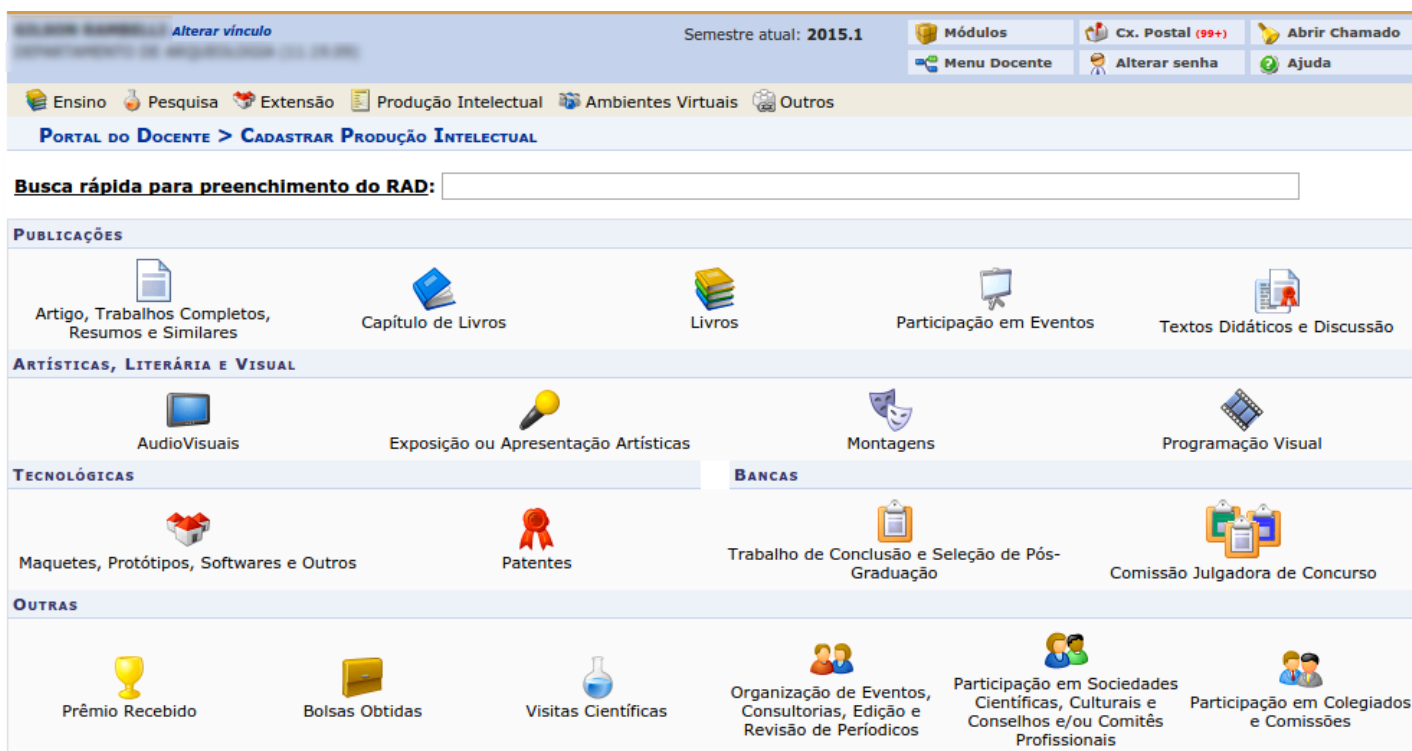 Alterar vínculo
Semestre atual: 2015.1
Módulos
Cx. Postal (99+)
Abrir Chamado
Menu Docente
Alterar senha
Ajuda
Ensino Pesquisa Extensão Produção Intelectual Ambientes Virtuais Outros
Portal do Docente > Cadastrar Produção Intelectual
Busca rápida para preenchimento do RAD:
Publicações
Artigo, Trabalhos Completos,
Resumos e Similares
Capítulo de Livros
Livros
Participação em Eventos
Textos Didáticos e Discussão
Artísticas, Literária e Visual
AudioVisuais
Exposição ou Apresentação Artísticas
Montagens
Programação Visual
Tecnológicas
Maquetes, Protótipos, Softwares e Outros
Patentes
Bancas
Trabalho de Conclusão e Seleção de Pós-
Graduação
Comissão Julgadora de Concurso
Outras
Prêmio Recebido
Bolsas Obtidas
Visitas Científicas
Organização de Eventos,
Consultorias, Edição e
Revisão de Períodicos
Participação em Sociedades
Científicas, Culturais e
Conselhos e/ou Comitês
Profissionais
Participação em Colegiados
e Comissões